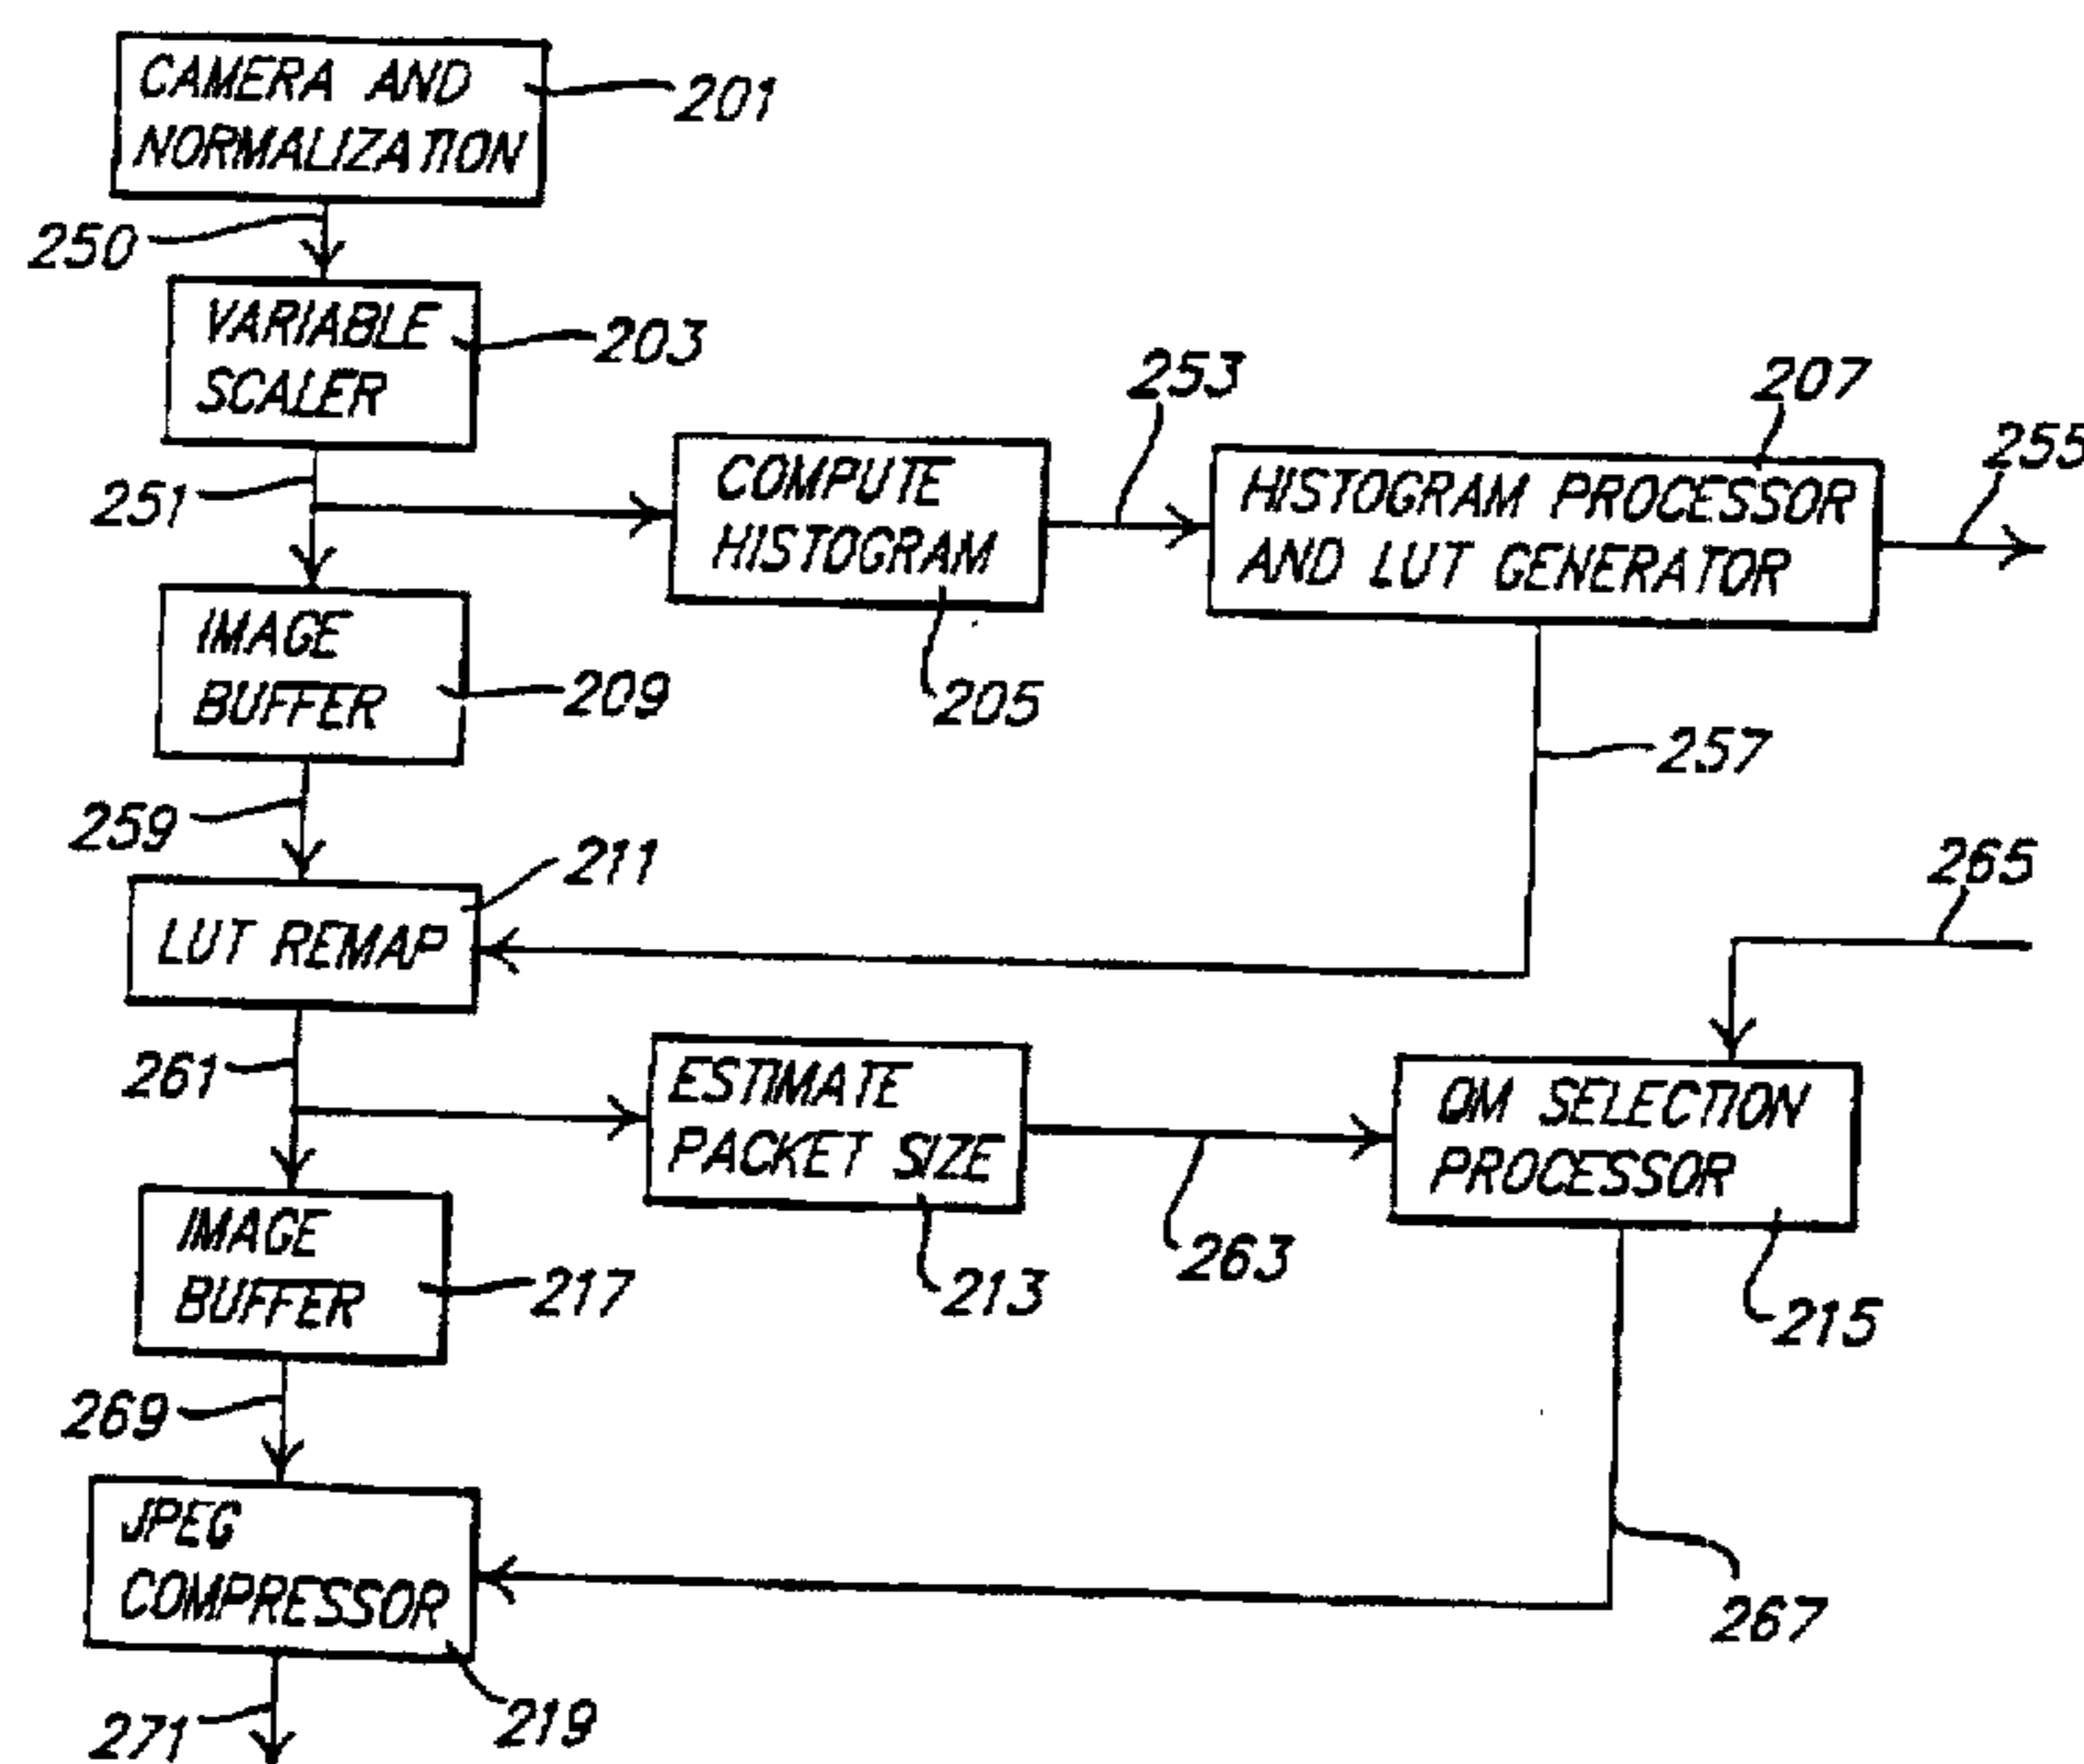 CAMERA AND
NORMALIZATION
201
250
VARIABLE
SCALER
203
251
COMPUTE
HISTOGRAM
205
253
HISTOGRAM PROCESSOR
AND LUT GENERATOR
207
255
IMAGE
BUFFER
209
257
259
LUT REMAP
211
265
261
ESTIMATE
PACKET SIZE
213
263
QM SELECTION
PROCESSOR
215
IMAGE
BUFFER
217
269
267
JPEG
COMPRESSOR
219
271